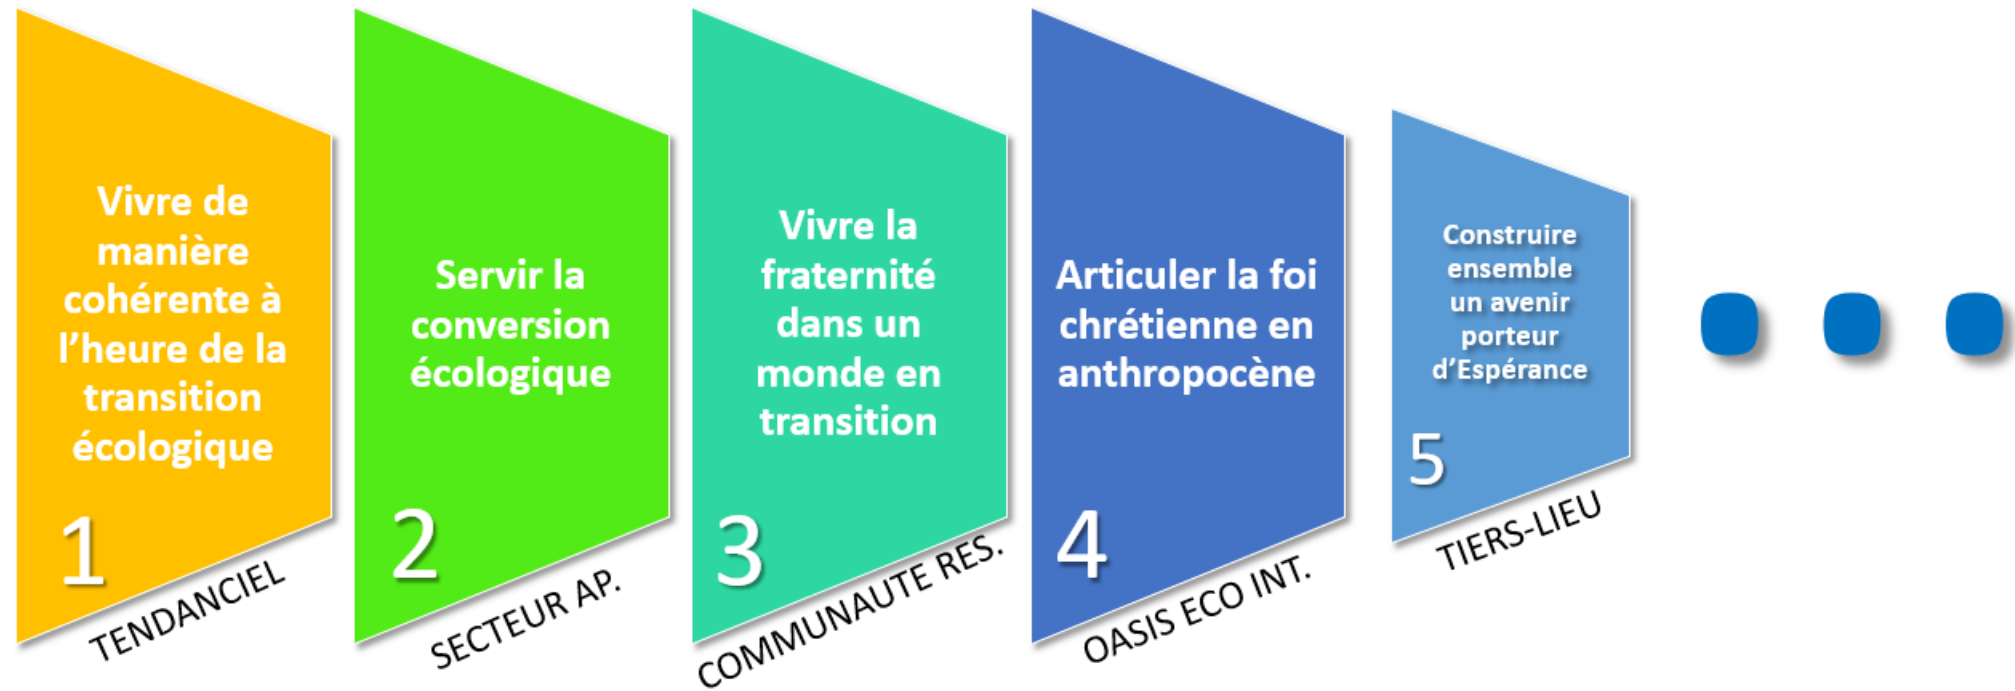 Vivre de
manière
cohérente à
l’heure de la
transition
écologique
1
TENDANCIEL
Servir la
conversion
écologique
2
SECTEUR AP.
Vivre la
fraternité
dans un
monde en
transition
3
COMMUNAUTE RES.
Articuler la foi
chrétienne en
anthropocène
4
OASIS ECO INT.
Construire
ensemble
un avenir
porteur
d’Espérance
5
TIERS-LIEU